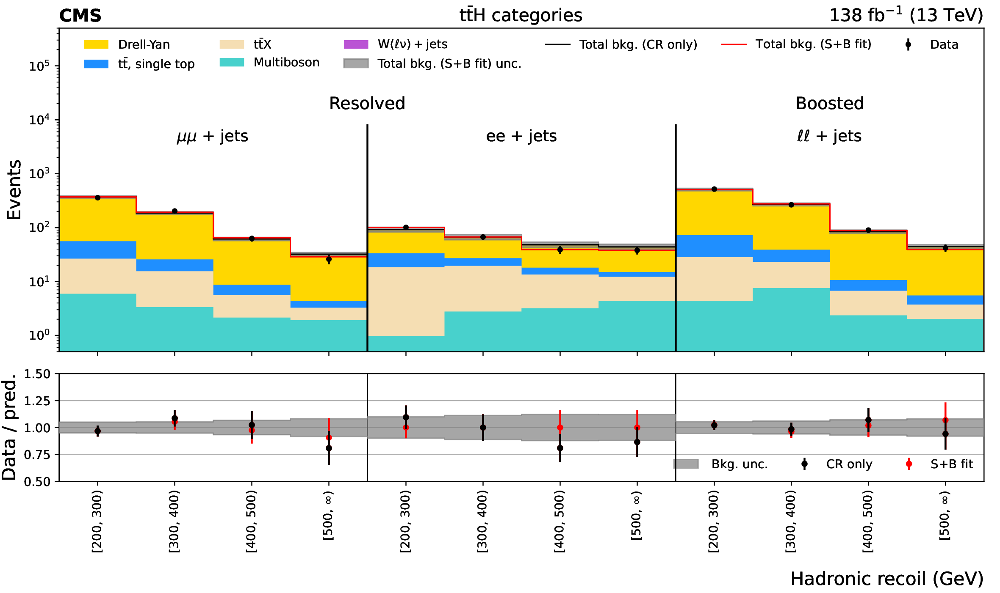 CMS tt̄H categories 138 fb⁻¹ (13 TeV)
Drell-Yan tt̄X W(ℓν) + jets Total bkg. (CR only) Total bkg. (S+B fit) Data
tt̄, single top Multiboson Total bkg. (S+B fit) unc.
Resolved Boosted
μμ + jets ee + jets ℓℓ + jets
Events
10⁵
10⁴
10³
10²
10¹
10⁰
Data / pred.
1.50
1.25
1.00
0.75
0.50
Bkg. unc. CR only S+B fit
[200, 300) [300, 400) [400, 500) [500, ∞) [200, 300) [300, 400) [400, 500) [500, ∞) [200, 300) [300, 400) [400, 500) [500, ∞)
Hadronic recoil (GeV)